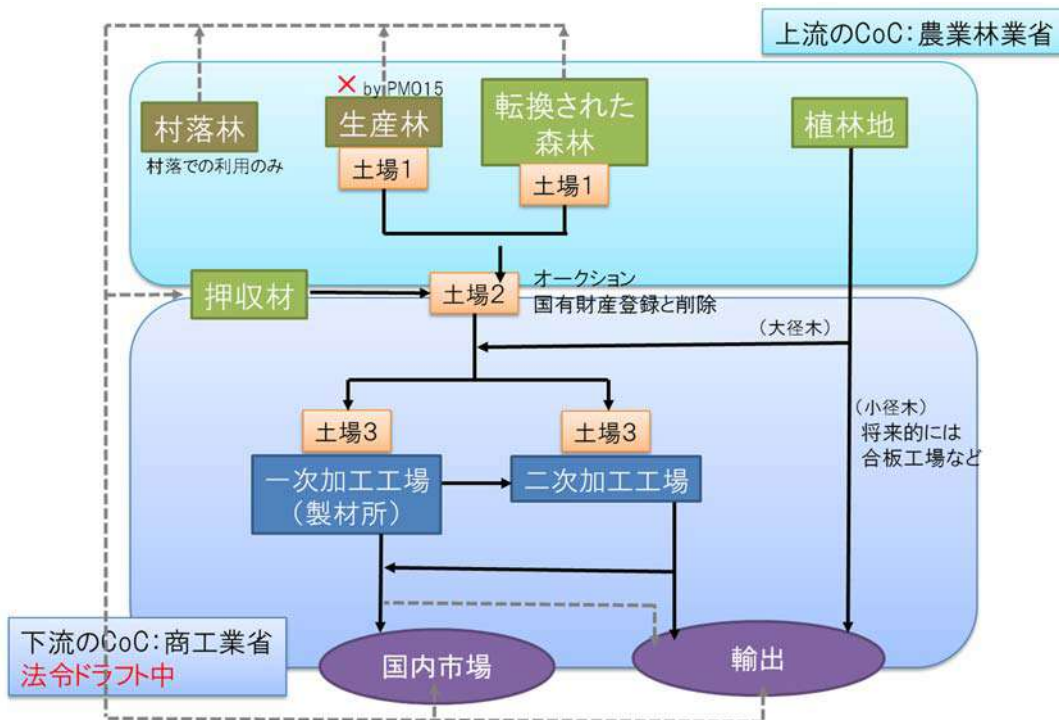 上流のCoC:農業林業省
× by PMO15
村落林
村落での利用のみ
生産林
土場1
転換された
森林
土場1
植林地
押収材
土場2
オークション
国有財産登録と削除
(大径木)
(小径木)
将来的には
合板工場など
土場3
土場3
一次加工工場
(製材所)
二次加工工場
下流のCoC:商工業省
法令ドラフト中
国内市場
輸出